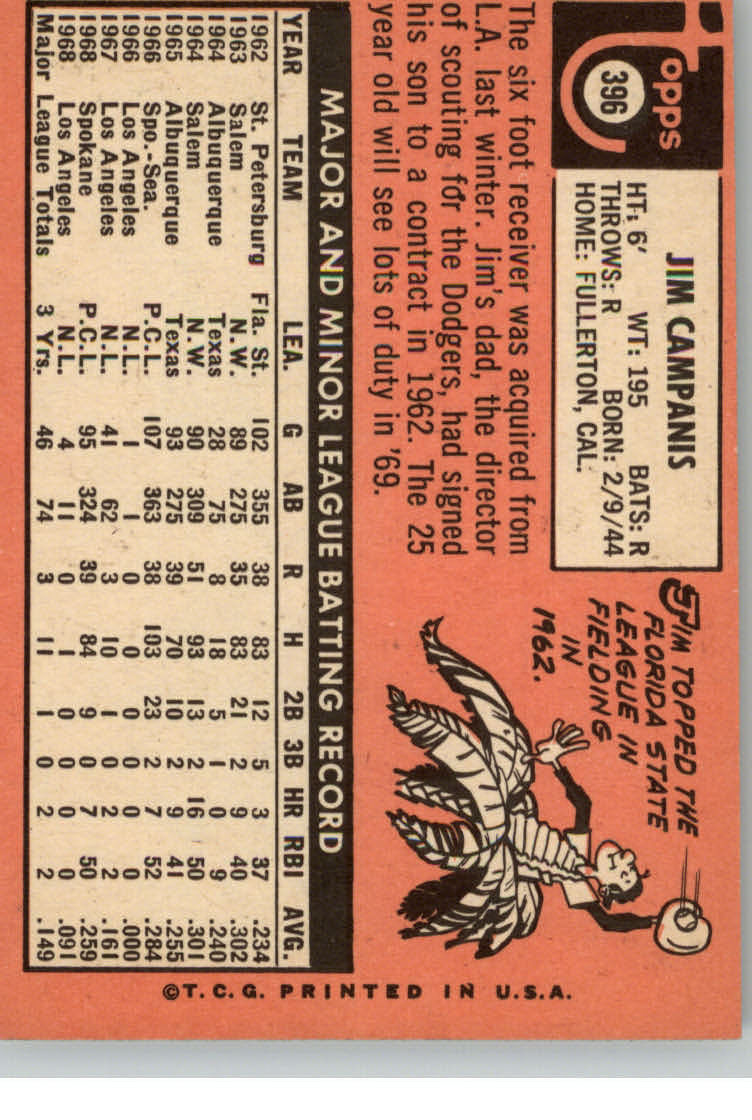 Topps
396
JIM CAMPANIS
HT: 6' WT: 195 BATS: R
THROWS: R BORN: 2/9/44
HOME: FULLERTON, CAL.
The six foot receiver was acquired from
L.A. last winter. Jim's dad, the director
of scouting for the Dodgers, had signed
his son to a contract in 1962. The 25
year old will see lots of duty in '69.
JIM TOPPED THE
FLORIDA STATE
LEAGUE IN
FIELDING
IN
1962.
MAJOR AND MINOR LEAGUE BATTING RECORD
YEAR TEAM LEA. G AB R H 2B 3B HR RBI AVG.
1962 St. Petersburg Fla. St. 102 355 38 83 12 5 3 37 .234
1963 Salem N.W. 89 275 35 83 21 2 9 40 .302
1964 Albuquerque Texas 28 75 8 18 5 1 0 9 .240
1964 Salem N.W. 90 309 51 93 13 2 16 50 .301
1965 Albuquerque Texas 93 275 39 70 10 2 9 41 .255
1966 Spo.-Sea. P.C.L. 107 363 38 103 23 2 7 52 .284
1966 Los Angeles N.L. 1 1 0 0 0 0 0 0 .000
1967 Los Angeles N.L. 41 62 3 10 1 0 2 2 .161
1968 Spokane P.C.L. 95 324 39 84 9 0 7 50 .259
1968 Los Angeles N.L. 4 11 0 1 0 0 0 0 .091
Major League Totals 3 Yrs. 46 74 3 11 1 0 2 2 .149
©T.C.G. PRINTED IN U.S.A.